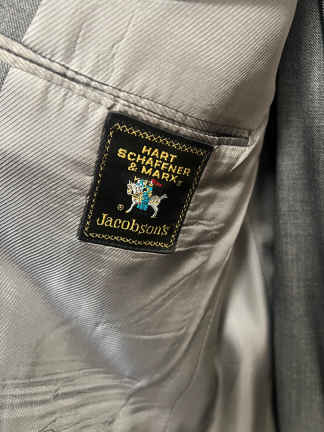 HART
SCHAFFNER
& MARX
®
Jacobson's